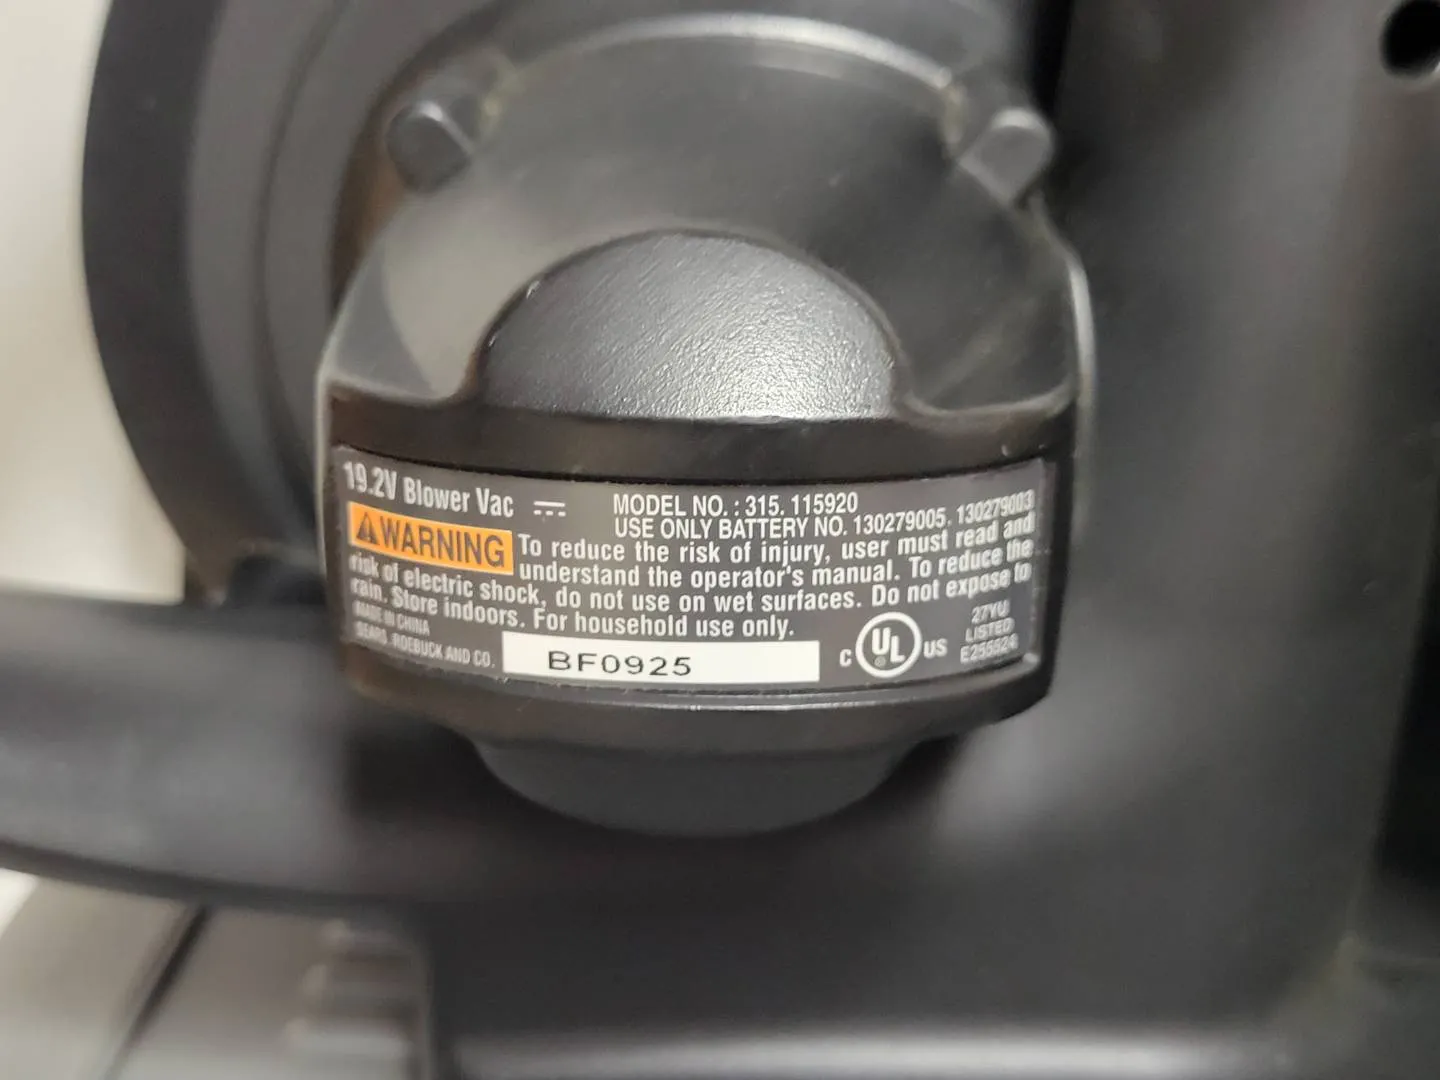 19.2V Blower Vac
MODEL NO. : 315. 115920
USE ONLY BATTERY NO. 130279005, 130279003
WARNING To reduce the risk of injury, user must read and
understand the operator's manual. To reduce the
risk of electric shock, do not use on wet surfaces. Do not expose to
rain. Store indoors. For household use only.
MADE IN CHINA
SEARS, ROEBUCK AND CO.
BF0925
C UL US
27YU
LISTED
E255524